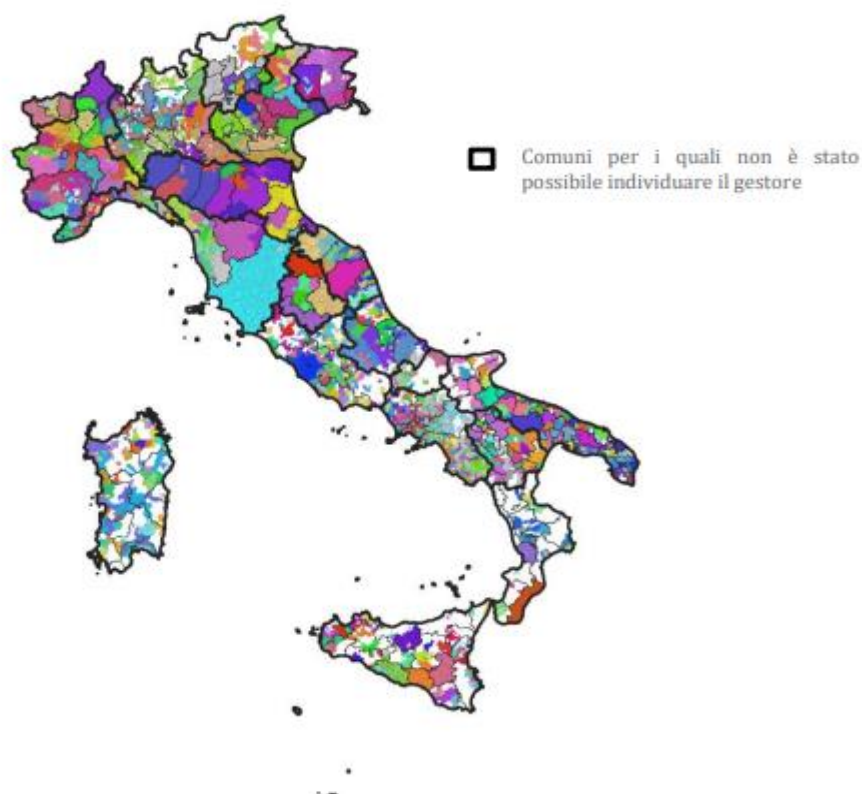 Comuni per i quali non è stato
possibile individuare il gestore